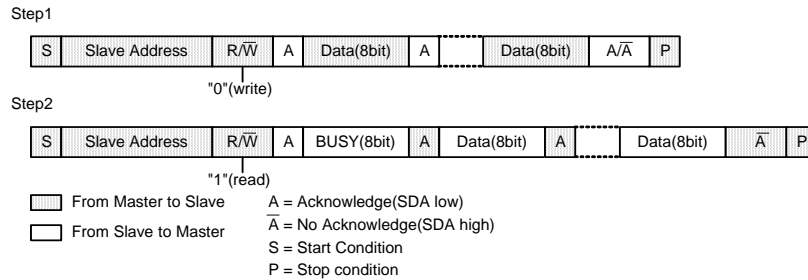 Step1
S Slave Address R/W̅ A Data(8bit) A Data(8bit) A/A̅ P
"0"(write)
Step2
S Slave Address R/W̅ A BUSY(8bit) A Data(8bit) A Data(8bit) A̅ P
"1"(read)
From Master to Slave A = Acknowledge(SDA low)
A̅ = No Acknowledge(SDA high)
From Slave to Master
S = Start Condition
P = Stop condition